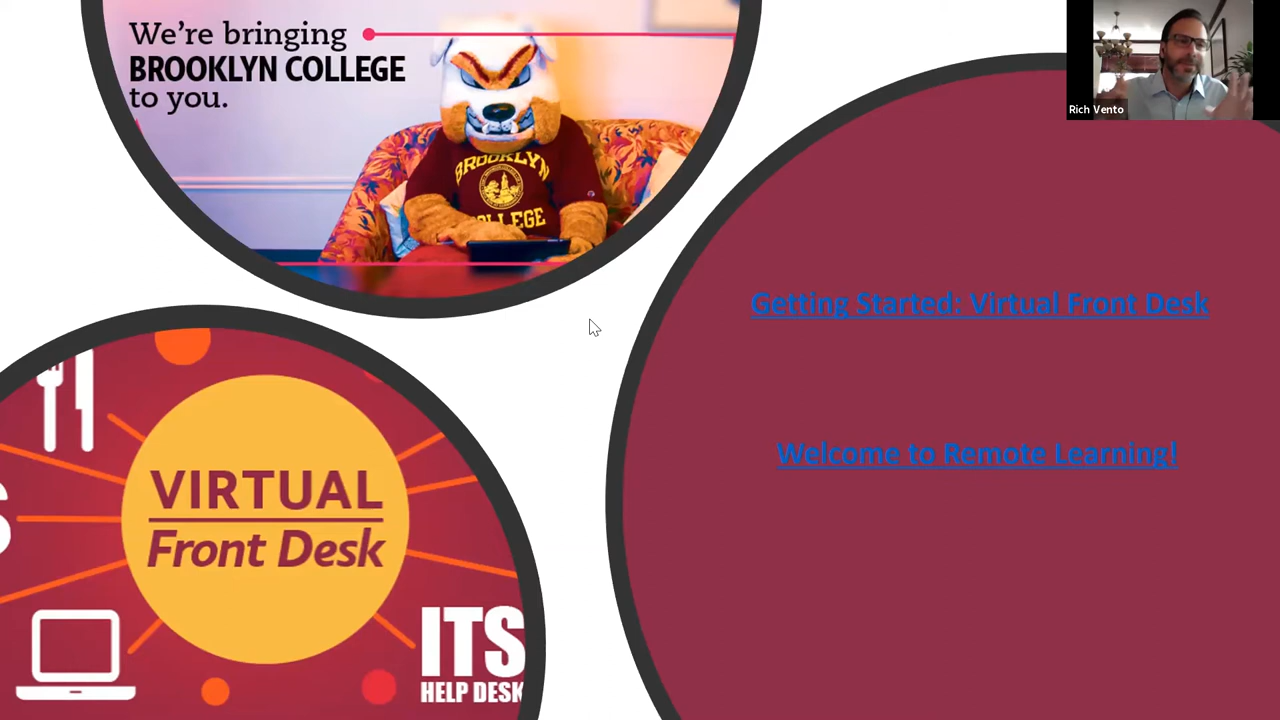 We're bringing
BROOKLYN COLLEGE
to you.
BROOKLYN
COLLEGE
Rich Vento
Getting Started: Virtual Front Desk
Welcome to Remote Learning!
S
VIRTUAL
Front Desk
ITS
HELP DESK